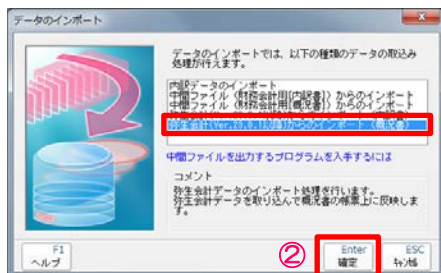 データのインポート
データのインポートでは、以下の種類のデータの取込み
処理が行えます。
内訳データのインポート
中間ファイル(財務会計用[内訳書])からのインポート
中間ファイル(財務会計用[概況書])からのインポート
からのインポート(概況書)
中間ファイルを出力するプログラムを入手するには
コメント
弥生会計データのインポート処理を行います。
弥生会計データを取り込んで概況書の帳票上に反映しま
す。
②
F1
ヘルプ
Enter
確定
ESC
キャンセル